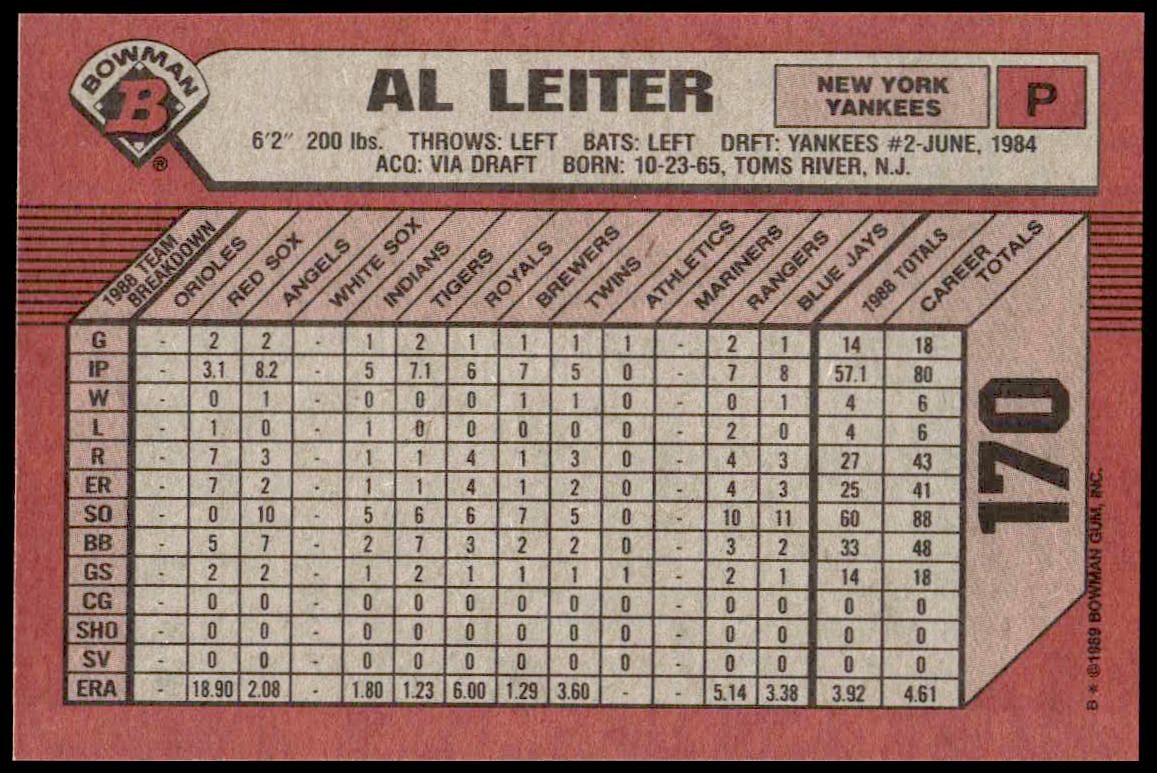 BOWMAN
B
®
AL LEITER
NEW YORK
YANKEES
P
6'2" 200 lbs. THROWS: LEFT BATS: LEFT DRFT: YANKEES #2-JUNE, 1984
ACQ: VIA DRAFT BORN: 10-23-65, TOMS RIVER, N.J.
1988 TEAM BREAKDOWN ORIOLES RED SOX ANGELS WHITE SOX INDIANS TIGERS ROYALS BREWERS TWINS ATHLETICS MARINERS RANGERS BLUE JAYS 1988 TOTALS CAREER TOTALS
G - 2 2 - 1 2 1 1 1 1 - 2 1 14 18
IP - 3.1 8.2 - 5 7.1 6 7 5 0 - 7 8 57.1 80
W - 0 1 - 0 0 0 1 1 0 - 0 1 4 6
L - 1 0 - 1 0 0 0 0 0 - 2 0 4 6
R - 7 3 - 1 1 4 1 3 0 - 4 3 27 43
ER - 7 2 - 1 1 4 1 2 0 - 4 3 25 41
SO - 0 10 - 5 6 6 7 5 0 - 10 11 60 88
BB - 5 7 - 2 7 3 2 2 0 - 3 2 33 48
GS - 2 2 - 1 2 1 1 1 1 - 2 1 14 18
CG - 0 0 - 0 0 0 0 0 0 - 0 0 0 0
SHO - 0 0 - 0 0 0 0 0 0 - 0 0 0 0
SV - 0 0 - 0 0 0 0 0 0 - 0 0 0 0
ERA - 18.90 2.08 - 1.80 1.23 6.00 1.29 3.60 - - 5.14 3.38 3.92 4.61
170
B * ©1989 BOWMAN GUM, INC.